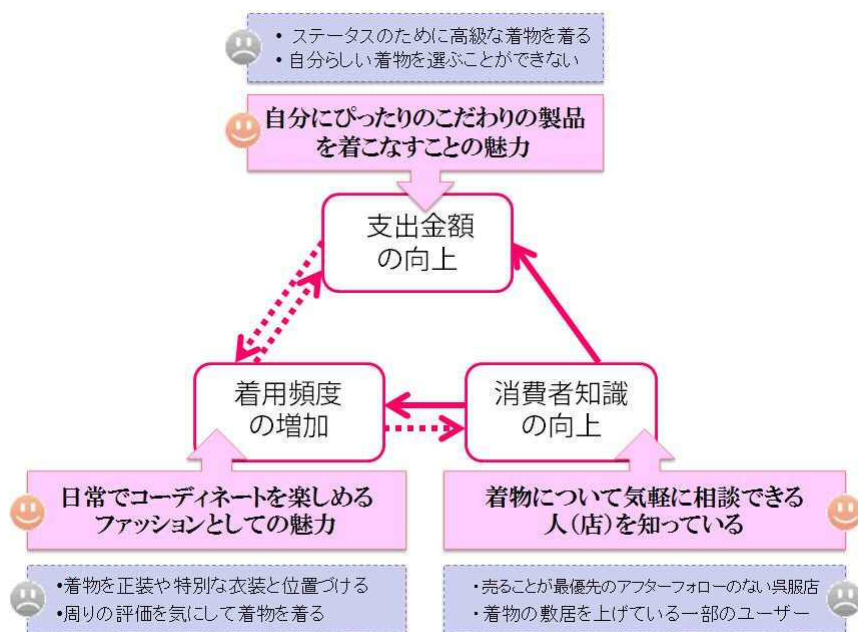 • ステータスのために高級な着物を着る
• 自分らしい着物を選ぶことができない
自分にぴったりのこだわりの製品
を着こなすことの魅力
支出金額
の向上
着用頻度
の増加
消費者知識
の向上
日常でコーディネートを楽しめる
ファッションとしての魅力
着物について気軽に相談できる
人(店)を知っている
•着物を正装や特別な衣装と位置づける
•周りの評価を気にして着物を着る
・売ることが最優先のアフターフォローのない呉服店
・着物の敷居を上げている一部のユーザー